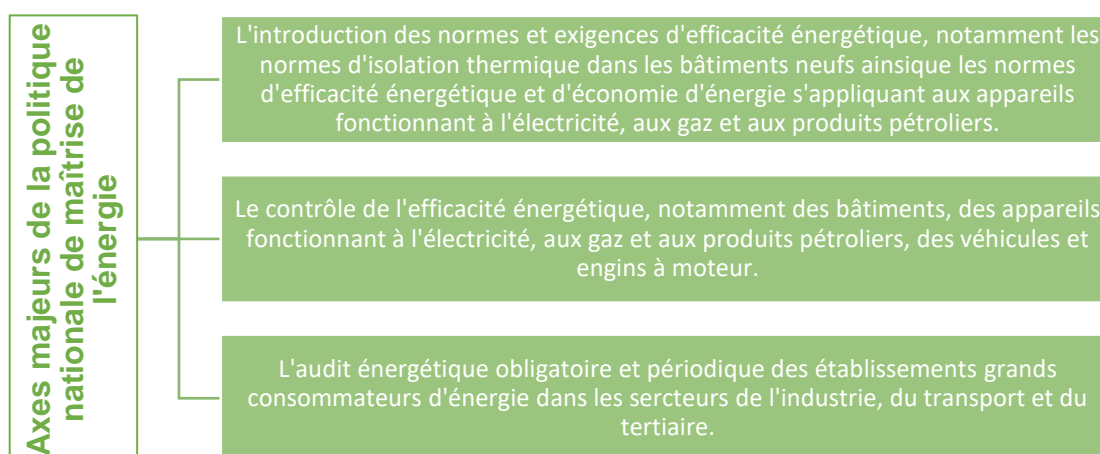 Axes majeurs de la politique
nationale de maîtrise de
l'énergie
L'introduction des normes et exigences d'efficacité énergétique, notamment les
normes d'isolation thermique dans les bâtiments neufs ainsique les normes
d'efficacité énergétique et d'économie d'énergie s'appliquant aux appareils
fonctionnant à l'électricité, aux gaz et aux produits pétroliers.
Le contrôle de l'efficacité énergétique, notamment des bâtiments, des appareils
fonctionnant à l'électricité, aux gaz et aux produits pétroliers, des véhicules et
engins à moteur.
L'audit énergétique obligatoire et périodique des établissements grands
consommateurs d'énergie dans les sercteurs de l'industrie, du transport et du
tertiaire.